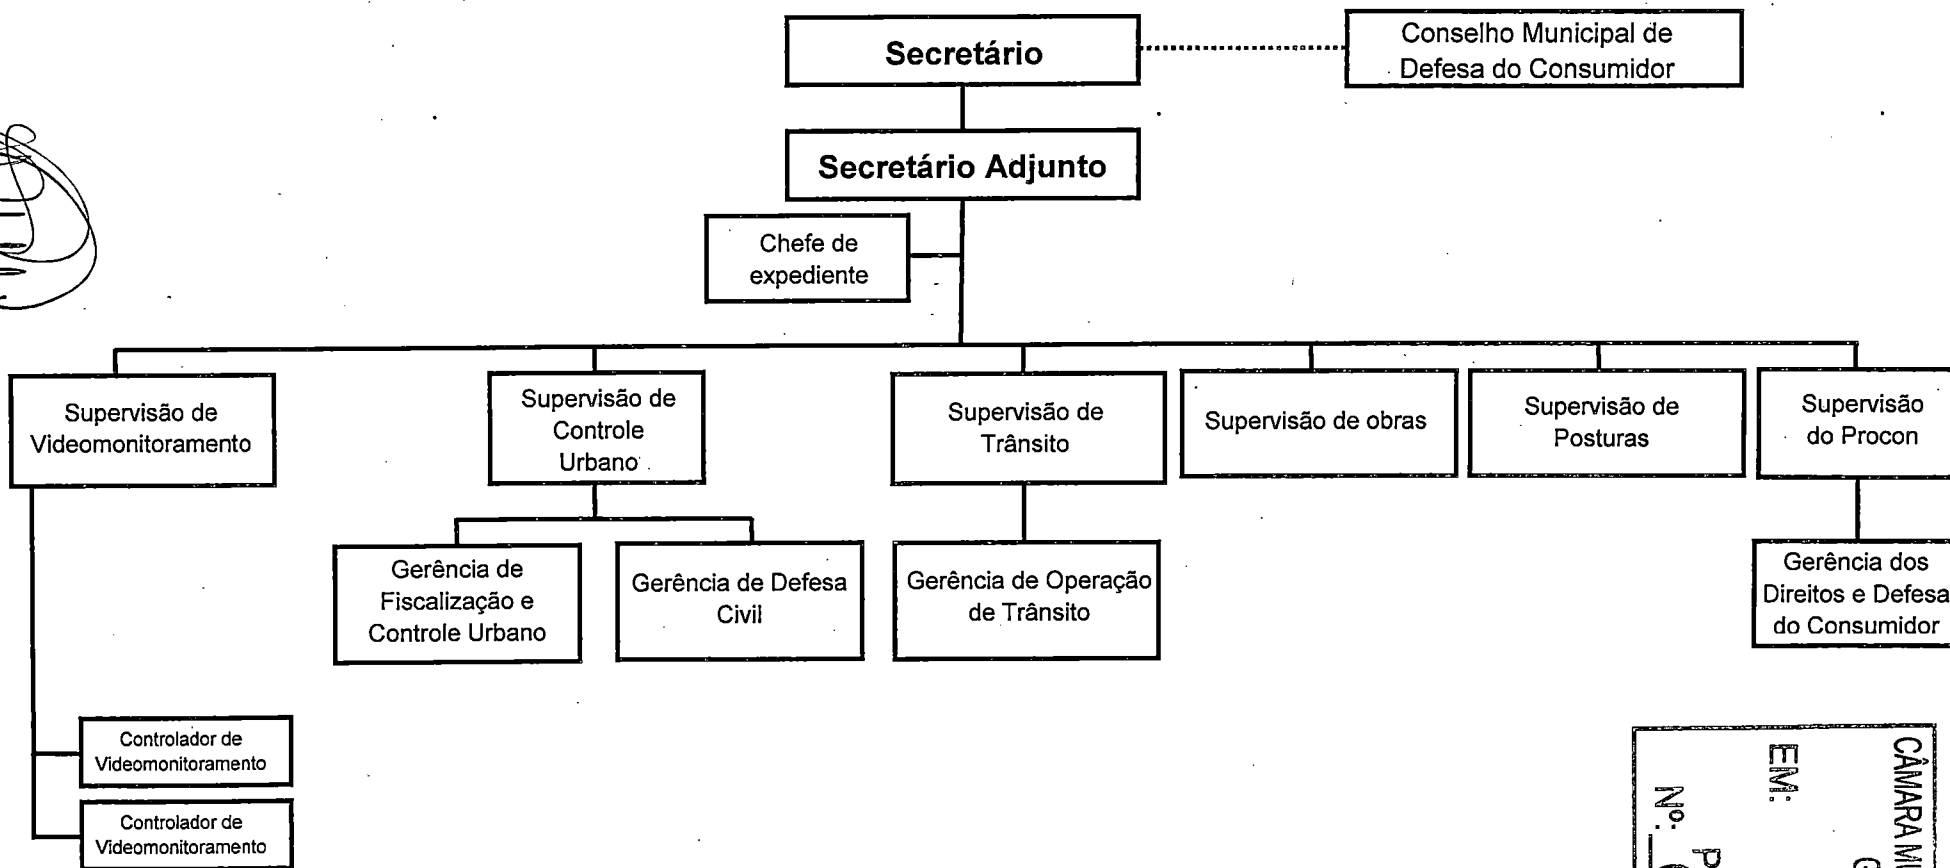 Secretário
Conselho Municipal de
Defesa do Consumidor
Secretário Adjunto
Chefe de
expediente
Supervisão de
Videomonitoramento
Supervisão de
Controle
Urbano
Supervisão de
Trânsito
Supervisão de obras
Supervisão de
Posturas
Supervisão
do Procon
Gerência de
Fiscalização e
Controle Urbano
Gerência de Defesa
Civil
Gerência de Operação
de Trânsito
Gerência dos
Direitos e Defesa
do Consumidor
Controlador de
Videomonitoramento
Controlador de
Videomonitoramento
CÂMARA
EM:
Nº: